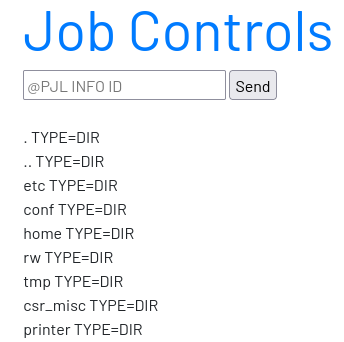 Job Controls
@PJL INFO ID
Send
. TYPE=DIR
.. TYPE=DIR
etc TYPE=DIR
conf TYPE=DIR
home TYPE=DIR
rw TYPE=DIR
tmp TYPE=DIR
csr_misc TYPE=DIR
printer TYPE=DIR